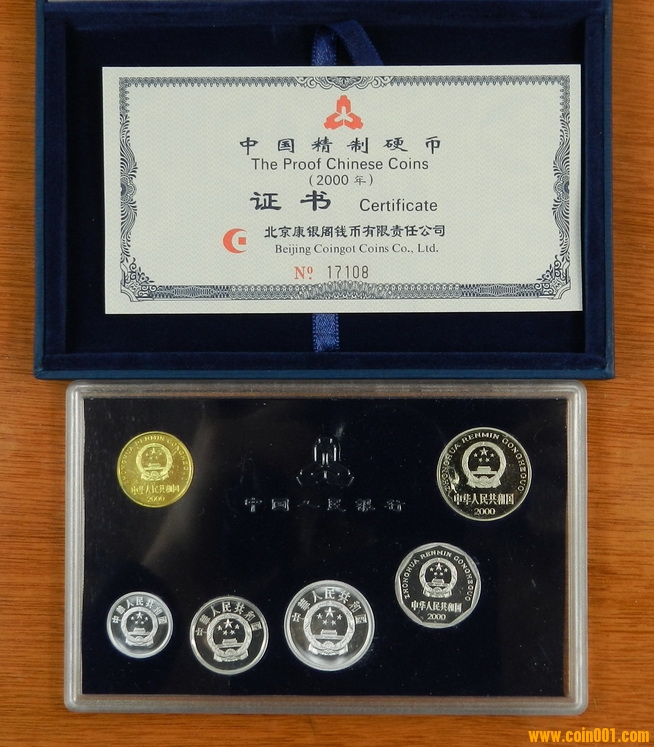 中国精制硬币
The Proof Chinese Coins
(2000年)
证书 Certificate
北京康银阁钱币有限责任公司
Beijing Coingot Coins Co., Ltd.
Nº 17108
中国人民银行
ZHONGHUA RENMIN GONGHEGUO
中华人民共和国
2000
ZHONGHUA RENMIN GONGHEGUO
中华人民共和国
2000
ZHONGHUA RENMIN GONGHEGUO
中华人民共和国
2000
中华人民共和国
中华人民共和国
中华人民共和国
www.coin001.com